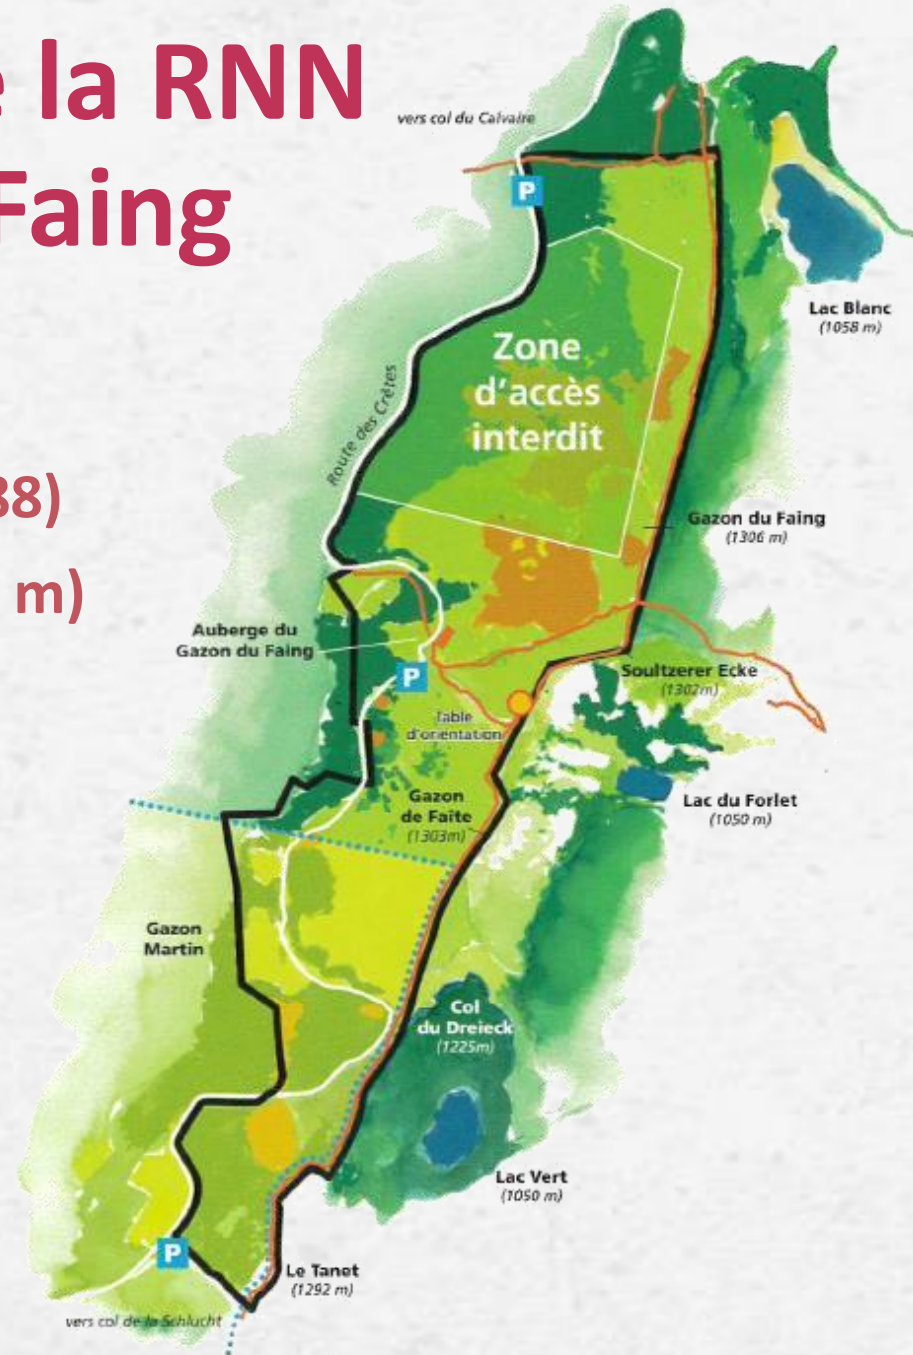 e la RNN
Faing
88)
m)
vers col du Calvaire
P
Lac Blanc
(1058 m)
Zone
d'accès
interdit
Route des Crêtes
Gazon du Faing
(1306 m)
Auberge du
Gazon du Faing
P
Soultzerer Ecke
(1302m)
Table
d'orientation
Gazon
de Faîte
(1303m)
Lac du Forlet
(1050 m)
Gazon
Martin
Col
du Dreieck
(1225m)
Lac Vert
(1050 m)
P
Le Tanet
(1292 m)
vers col de la Schlucht